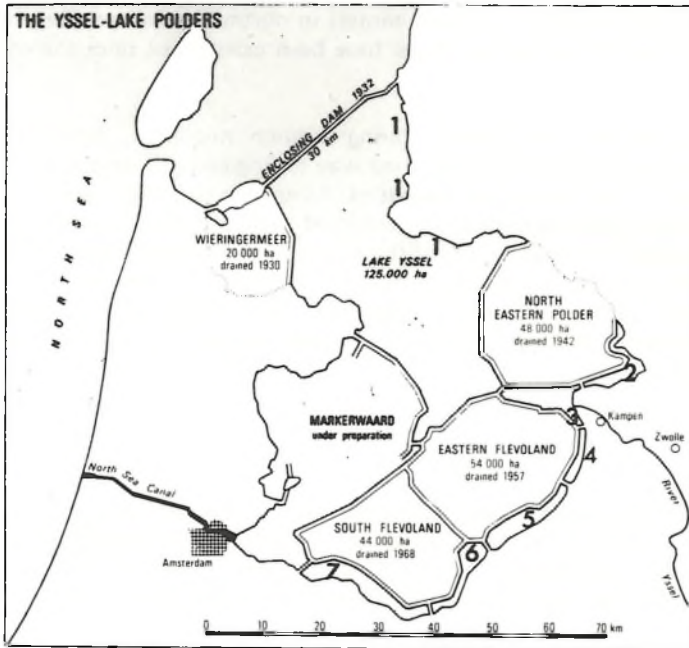 THE YSSEL-LAKE POLDERS
ENCLOSING DAM 1932
30 km
1
1
1
NORTH SEA
WIERINGERMEER
20 000 ha
drained 1930
LAKE YSSEL
125.000 ha
NORTH
EASTERN POLDER
48 000 ha
drained 1942
2
MARKERWAARD
under preparation
3
Kampen
Zwolle
EASTERN FLEVOLAND
54 000 ha
drained 1957
4
North Sea Canal
River Yssel
5
SOUTH FLEVOLAND
44 000 ha
drained 1968
6
7
Amsterdam
0 10 20 30 40 50 60 70 km